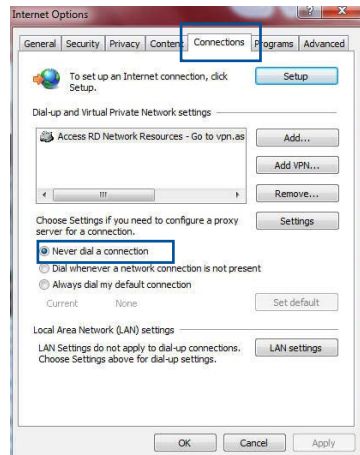 Internet Options
General Security Privacy Content Connections Programs Advanced
To set up an Internet connection, click
Setup.
Setup
Dial-up and Virtual Private Network settings
Access RD Network Resources - Go to vpn.as
Add...
Add VPN...
Remove...
Choose Settings if you need to configure a proxy
server for a connection.
Settings
Never dial a connection
Dial whenever a network connection is not present
Always dial my default connection
Current None
Set default
Local Area Network (LAN) settings
LAN Settings do not apply to dial-up connections.
Choose Settings above for dial-up settings.
LAN settings
OK Cancel Apply